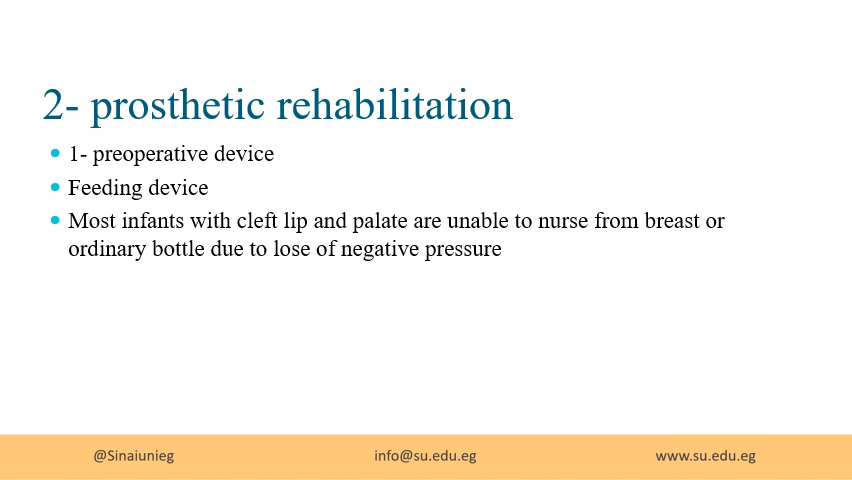 2- prosthetic rehabilitation
1- preoperative device
Feeding device
Most infants with cleft lip and palate are unable to nurse from breast or
ordinary bottle due to lose of negative pressure
@Sinaiunieg info@su.edu.eg www.su.edu.eg